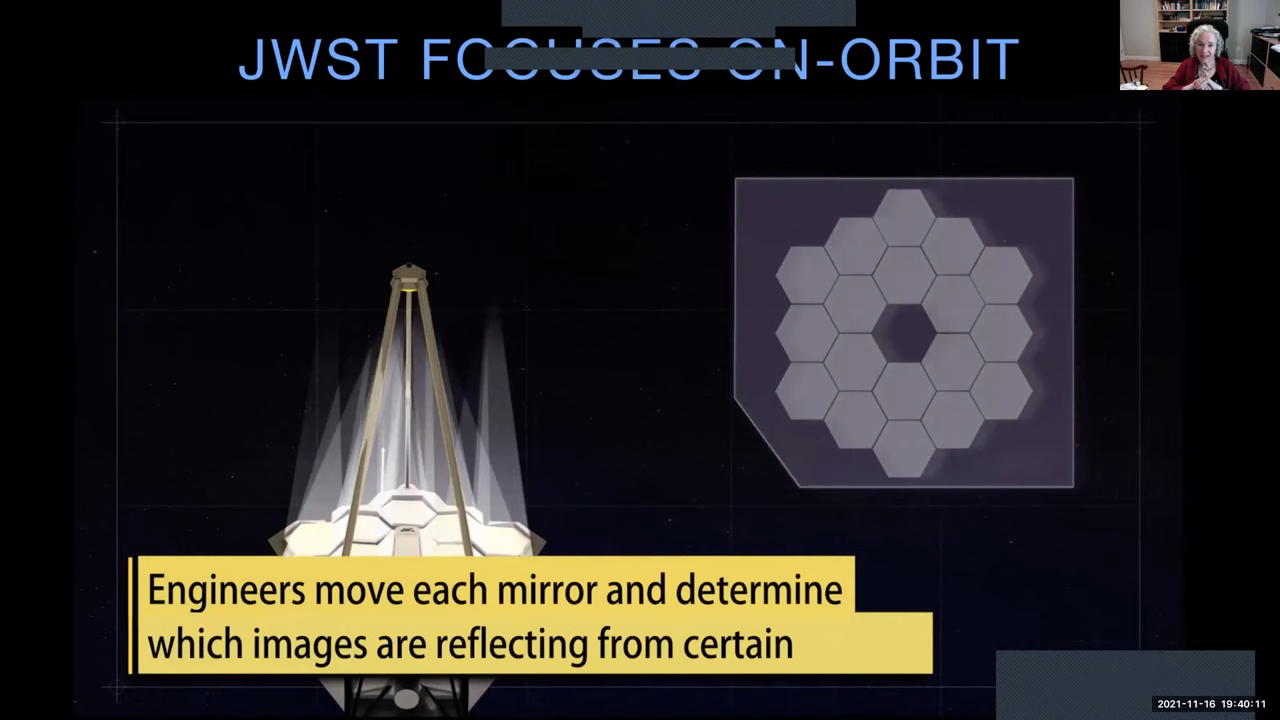 JWST FOCUSES ON-ORBIT
Engineers move each mirror and determine
which images are reflecting from certain
2021-11-16 19:40:11